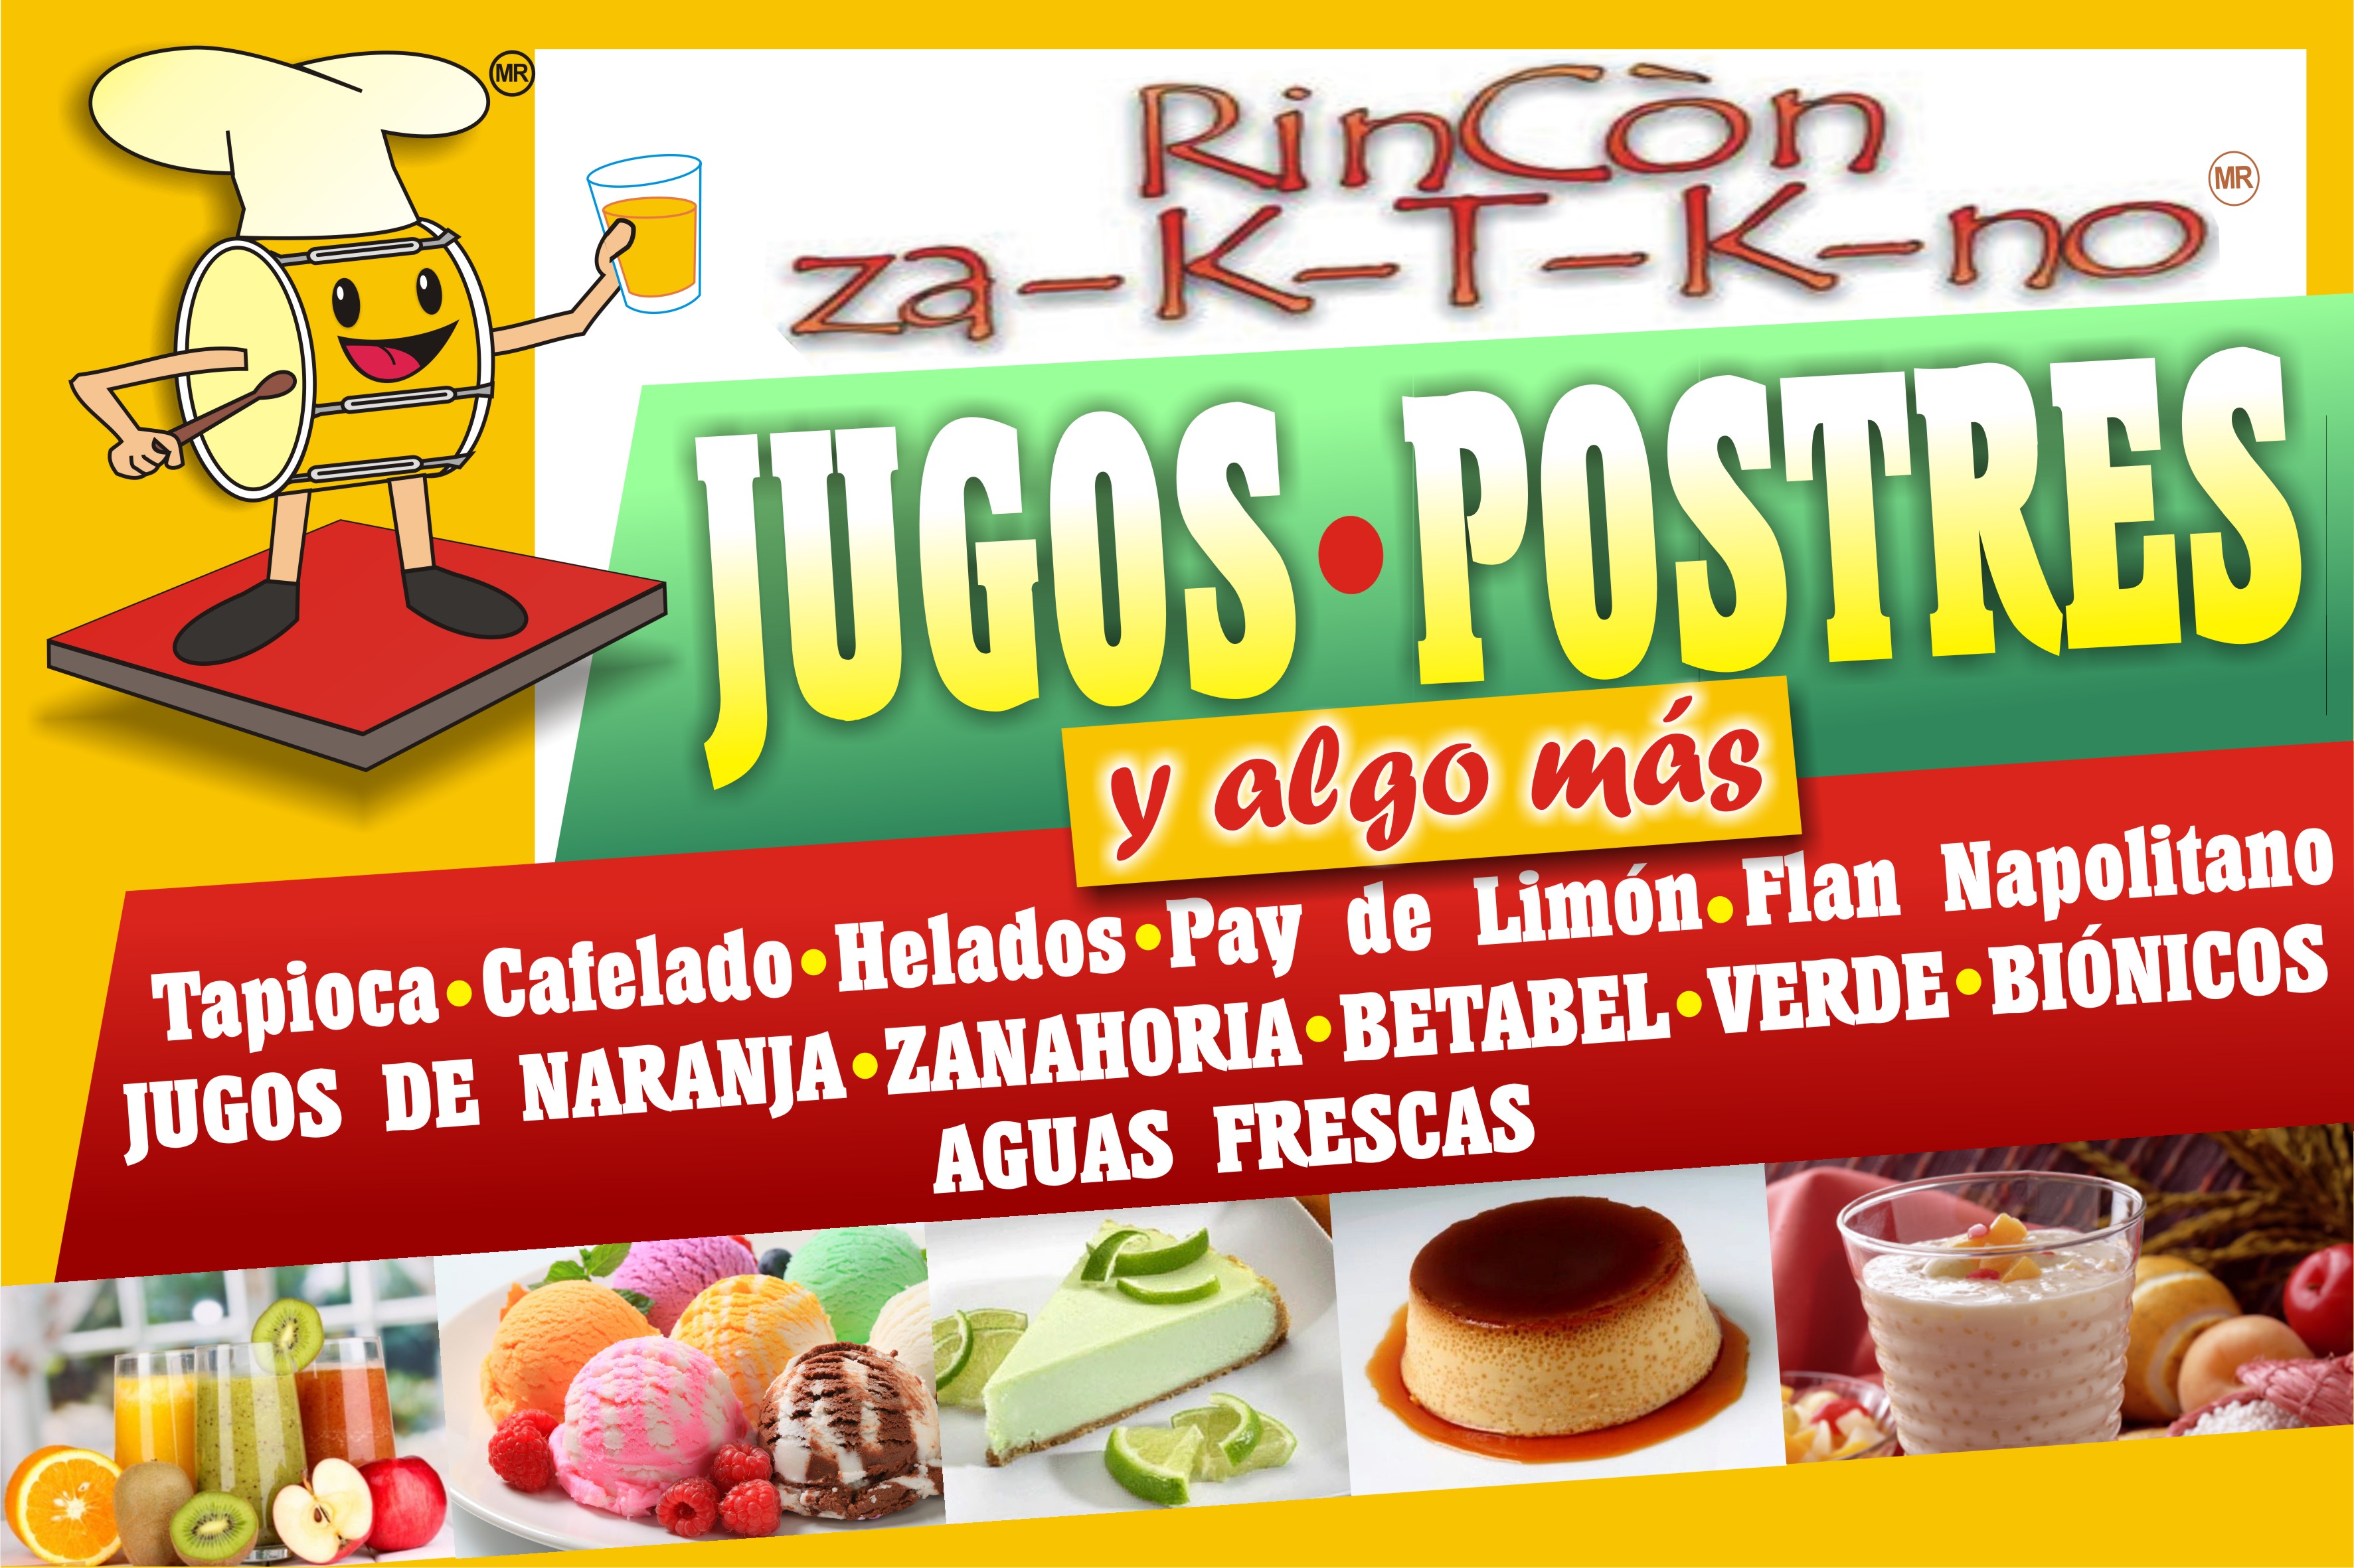 MR
RinCòn
za-K-T-K-no
MR
JUGOS•POSTRES
y algo más
Tapioca•Cafelado•Helados•Pay de Limón•Flan Napolitano
JUGOS DE NARANJA•ZANAHORIA•BETABEL•VERDE•BIÓNICOS
AGUAS FRESCAS